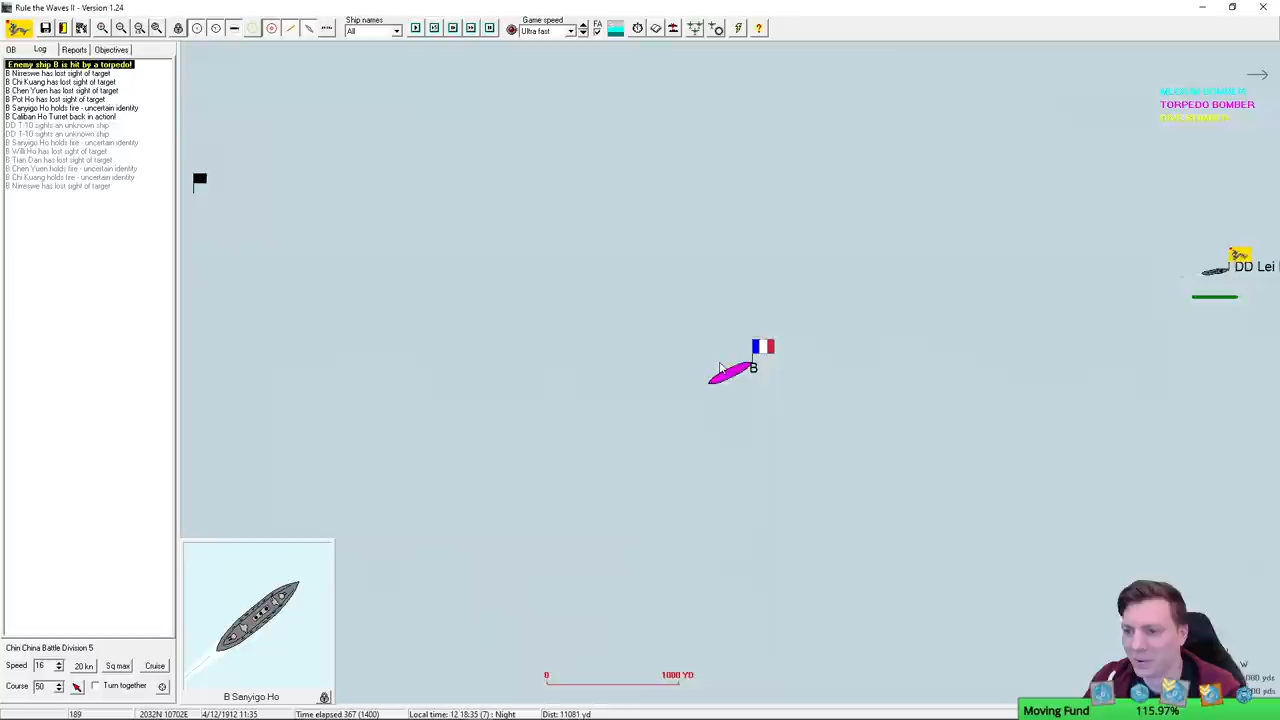 Rule the Waves II - Version 1.24
Ship names
All
Game speed
Ultra fast
FA
OB
Log
Reports
Objectives
Enemy ship B is hit by a torpedo!
B Nirreswe has lost sight of target
B Chi Kuang has lost sight of target
B Chen Yuen has lost sight of target
B Pot Ho has lost sight of target
B Sanyigo Ho holds fire - uncertain identity
B Caliban Ho Turret back in action!
DD T-10 sights an unknown ship
DD T-10 sights an unknown ship
B Sanyigo Ho holds fire - uncertain identity
B Willi Ho has lost sight of target
B Tian Dan has lost sight of target
B Chen Yuen holds fire - uncertain identity
B Chi Kuang holds fire - uncertain identity
B Nirreswe has lost sight of target
TORPEDO BOMBER
DD Lei
B
0
1000 YD
B Sanyigo Ho
Chin China Battle Division 5
Speed
16
20 kn
Sq max
Cruise
Course
50
Turn together
W
Moving Fund
115.97%
189
2032N 10702E
4/12/1912 11:35
Time elapsed 367 (1400)
Local time: 12 18:35 (7) : Night
Dist: 11081 yd